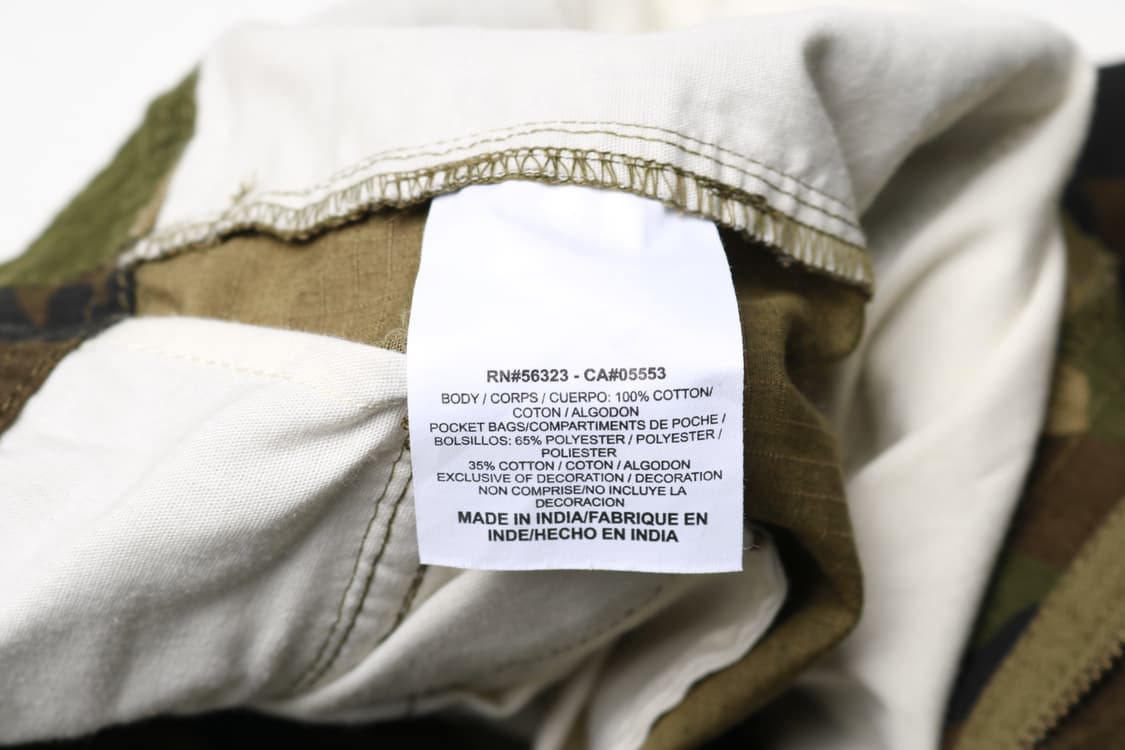 RN#56323 - CA#05553
BODY / CORPS / CUERPO: 100% COTTON/
COTON / ALGODON
POCKET BAGS/COMPARTIMENTS DE POCHE /
BOLSILLOS: 65% POLYESTER / POLYESTER /
POLIESTER
35% COTTON / COTON / ALGODON
EXCLUSIVE OF DECORATION / DECORATION
NON COMPRISE/NO INCLUYE LA
DECORACION
MADE IN INDIA/FABRIQUE EN
INDE/HECHO EN INDIA